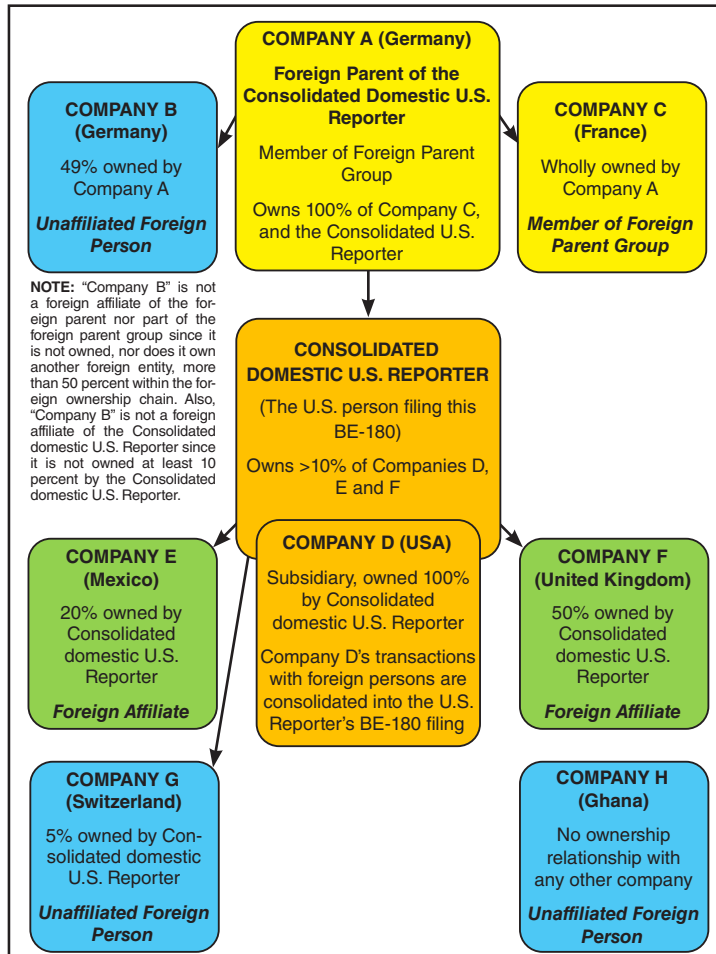 COMPANY A (Germany)
Foreign Parent of the
Consolidated Domestic U.S.
Reporter
Member of Foreign Parent
Group
Owns 100% of Company C,
and the Consolidated U.S.
Reporter
COMPANY B
(Germany)
49% owned by
Company A
Unaffiliated Foreign
Person
COMPANY C
(France)
Wholly owned by
Company A
Member of Foreign
Parent Group
NOTE: “Company B” is not
a foreign affiliate of the for-
eign parent nor part of the
foreign parent group since it
is not owned, nor does it own
another foreign entity, more
than 50 percent within the for-
eign ownership chain. Also,
“Company B” is not a foreign
affiliate of the Consolidated
domestic U.S. Reporter since
it is not owned at least 10
percent by the Consolidated
domestic U.S. Reporter.
CONSOLIDATED
DOMESTIC U.S. REPORTER
(The U.S. person filing this
BE-180)
Owns >10% of Companies D,
E and F
COMPANY E
(Mexico)
20% owned by
Consolidated
domestic U.S.
Reporter
Foreign Affiliate
COMPANY D (USA)
Subsidiary, owned 100%
by Consolidated
domestic U.S. Reporter
Company D’s transactions
with foreign persons are
consolidated into the U.S.
Reporter’s BE-180 filing
COMPANY F
(United Kingdom)
50% owned by
Consolidated
domestic U.S.
Reporter
Foreign Affiliate
COMPANY G
(Switzerland)
5% owned by Con-
solidated domestic
U.S. Reporter
Unaffiliated Foreign
Person
COMPANY H
(Ghana)
No ownership
relationship with
any other company
Unaffiliated Foreign
Person